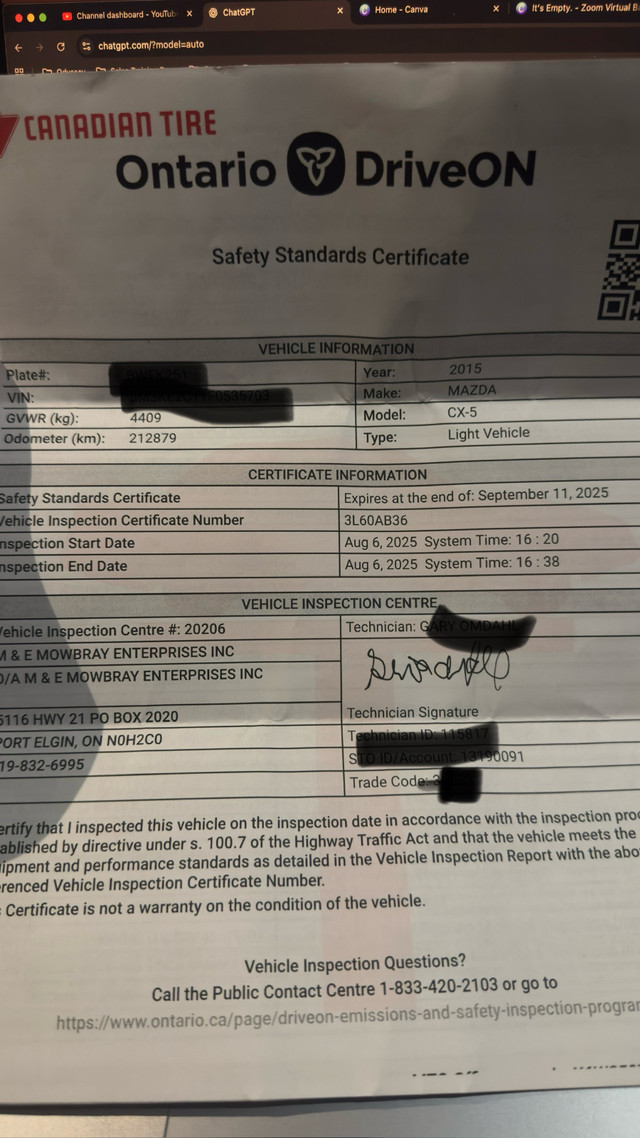 Channel dashboard - YouTub
ChatGPT
Home - Canva
It's Empty. - Zoom Virtual B
chatgpt.com/?model=auto
CANADIAN TIRE
Ontario DriveON
Safety Standards Certificate
VEHICLE INFORMATION
Plate#:
Year: 2015
VIN:
Make: MAZDA
GVWR (kg): 4409
Model: CX-5
Odometer (km): 212879
Type: Light Vehicle
CERTIFICATE INFORMATION
Safety Standards Certificate
Expires at the end of: September 11, 2025
Vehicle Inspection Certificate Number
3L60AB36
nspection Start Date
Aug 6, 2025 System Time: 16 : 20
nspection End Date
Aug 6, 2025 System Time: 16 : 38
VEHICLE INSPECTION CENTRE
Vehicle Inspection Centre #: 20206
Technician:
M & E MOWBRAY ENTERPRISES INC
O/A M & E MOWBRAY ENTERPRISES INC
5116 HWY 21 PO BOX 2020
Technician Signature
PORT ELGIN, ON N0H2C0
19-832-6995
Trade Code:
ertify that I inspected this vehicle on the inspection date in accordance with the inspection proc
ablished by directive under s. 100.7 of the Highway Traffic Act and that the vehicle meets the
uipment and performance standards as detailed in the Vehicle Inspection Report with the abo
erenced Vehicle Inspection Certificate Number.
Certificate is not a warranty on the condition of the vehicle.
Vehicle Inspection Questions?
Call the Public Contact Centre 1-833-420-2103 or go to
https://www.ontario.ca/page/driveon-emissions-and-safety-inspection-program